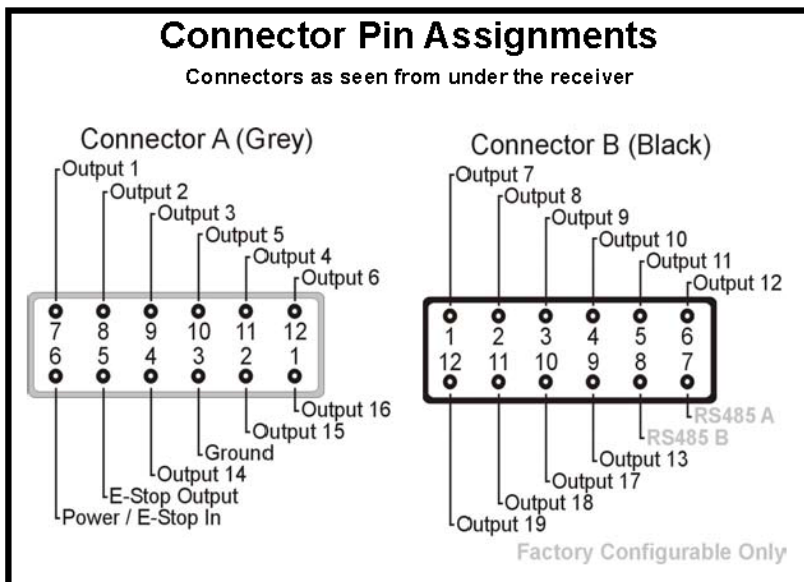 Connector Pin Assignments
Connectors as seen from under the receiver
Connector A (Grey)
Output 1
Output 2
Output 3
Output 5
Output 4
Output 6
7 8 9 10 11 12
6 5 4 3 2 1
Output 16
Output 15
Ground
Output 14
E-Stop Output
Power / E-Stop In
Connector B (Black)
Output 7
Output 8
Output 9
Output 10
Output 11
Output 12
1 2 3 4 5 6
12 11 10 9 8 7
RS485 A
RS485 B
Output 13
Output 17
Output 18
Output 19
Factory Configurable Only